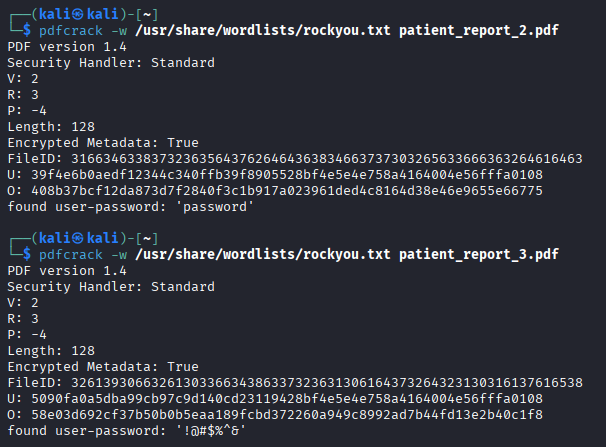 ┌──(kali㉿kali)-[~]
└─$ pdfcrack -w /usr/share/wordlists/rockyou.txt patient_report_2.pdf
PDF version 1.4
Security Handler: Standard
V: 2
R: 3
P: -4
Length: 128
Encrypted Metadata: True
FileID: 3166346338373236356437626464363834663737303265633666363264616463
U: 39f4e6b0aedf12344c340ffb39f8905528bf4e5e4e758a4164004e56fffa0108
O: 408b37bcf12da873d7f2840f3c1b917a023961ded4c8164d38e46e9655e66775
found user-password: 'password'

┌──(kali㉿kali)-[~]
└─$ pdfcrack -w /usr/share/wordlists/rockyou.txt patient_report_3.pdf
PDF version 1.4
Security Handler: Standard
V: 2
R: 3
P: -4
Length: 128
Encrypted Metadata: True
FileID: 32613930663261303366343863373236313061643732643231303161376165​38
U: 5090fa0a5dba99cb97c9d140cd23119428bf4e5e4e758a4164004e56fffa0108
O: 58e03d692cf37b50b0b5eaa189fcbd372260a949c8992ad7b44fd13e2b40c1f8
found user-password: '!@#$%^&'